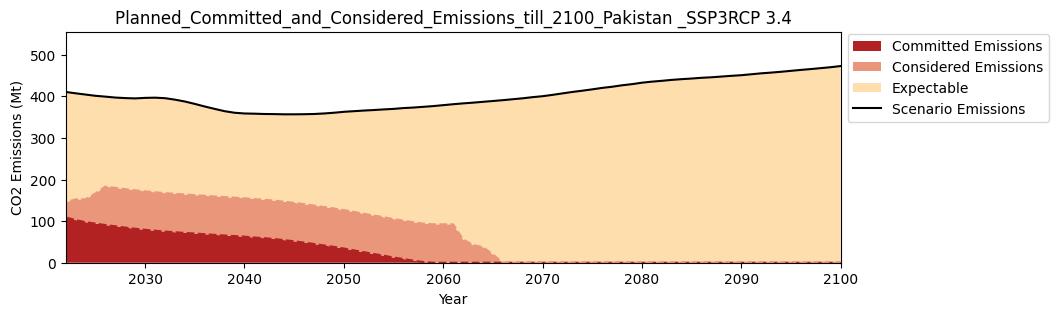 Planned_Committed_and_Considered_Emissions_till_2100_Pakistan _SSP3RCP 3.4
CO2 Emissions (Mt)
500
400
300
200
100
0
2030 2040 2050 2060 2070 2080 2090 2100
Year
Committed Emissions
Considered Emissions
Expectable
Scenario Emissions